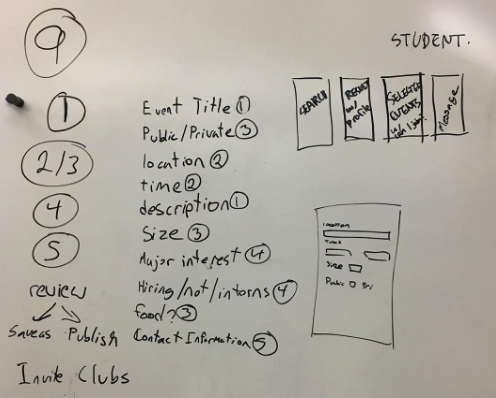 9
STUDENT.
1
2/3
4
5
review
Saveas Publish
Invite Clubs
Event Title 1
Public/Private 3
location 2
time 2
description 1
Size 3
Major interest 4
Hiring/not/interns 4
food? 3
Contact Information 5
SEARCH
RESULT
w/
Profile
SELECTED
EVENTS
Message
Location
Time
Size
Public Pri